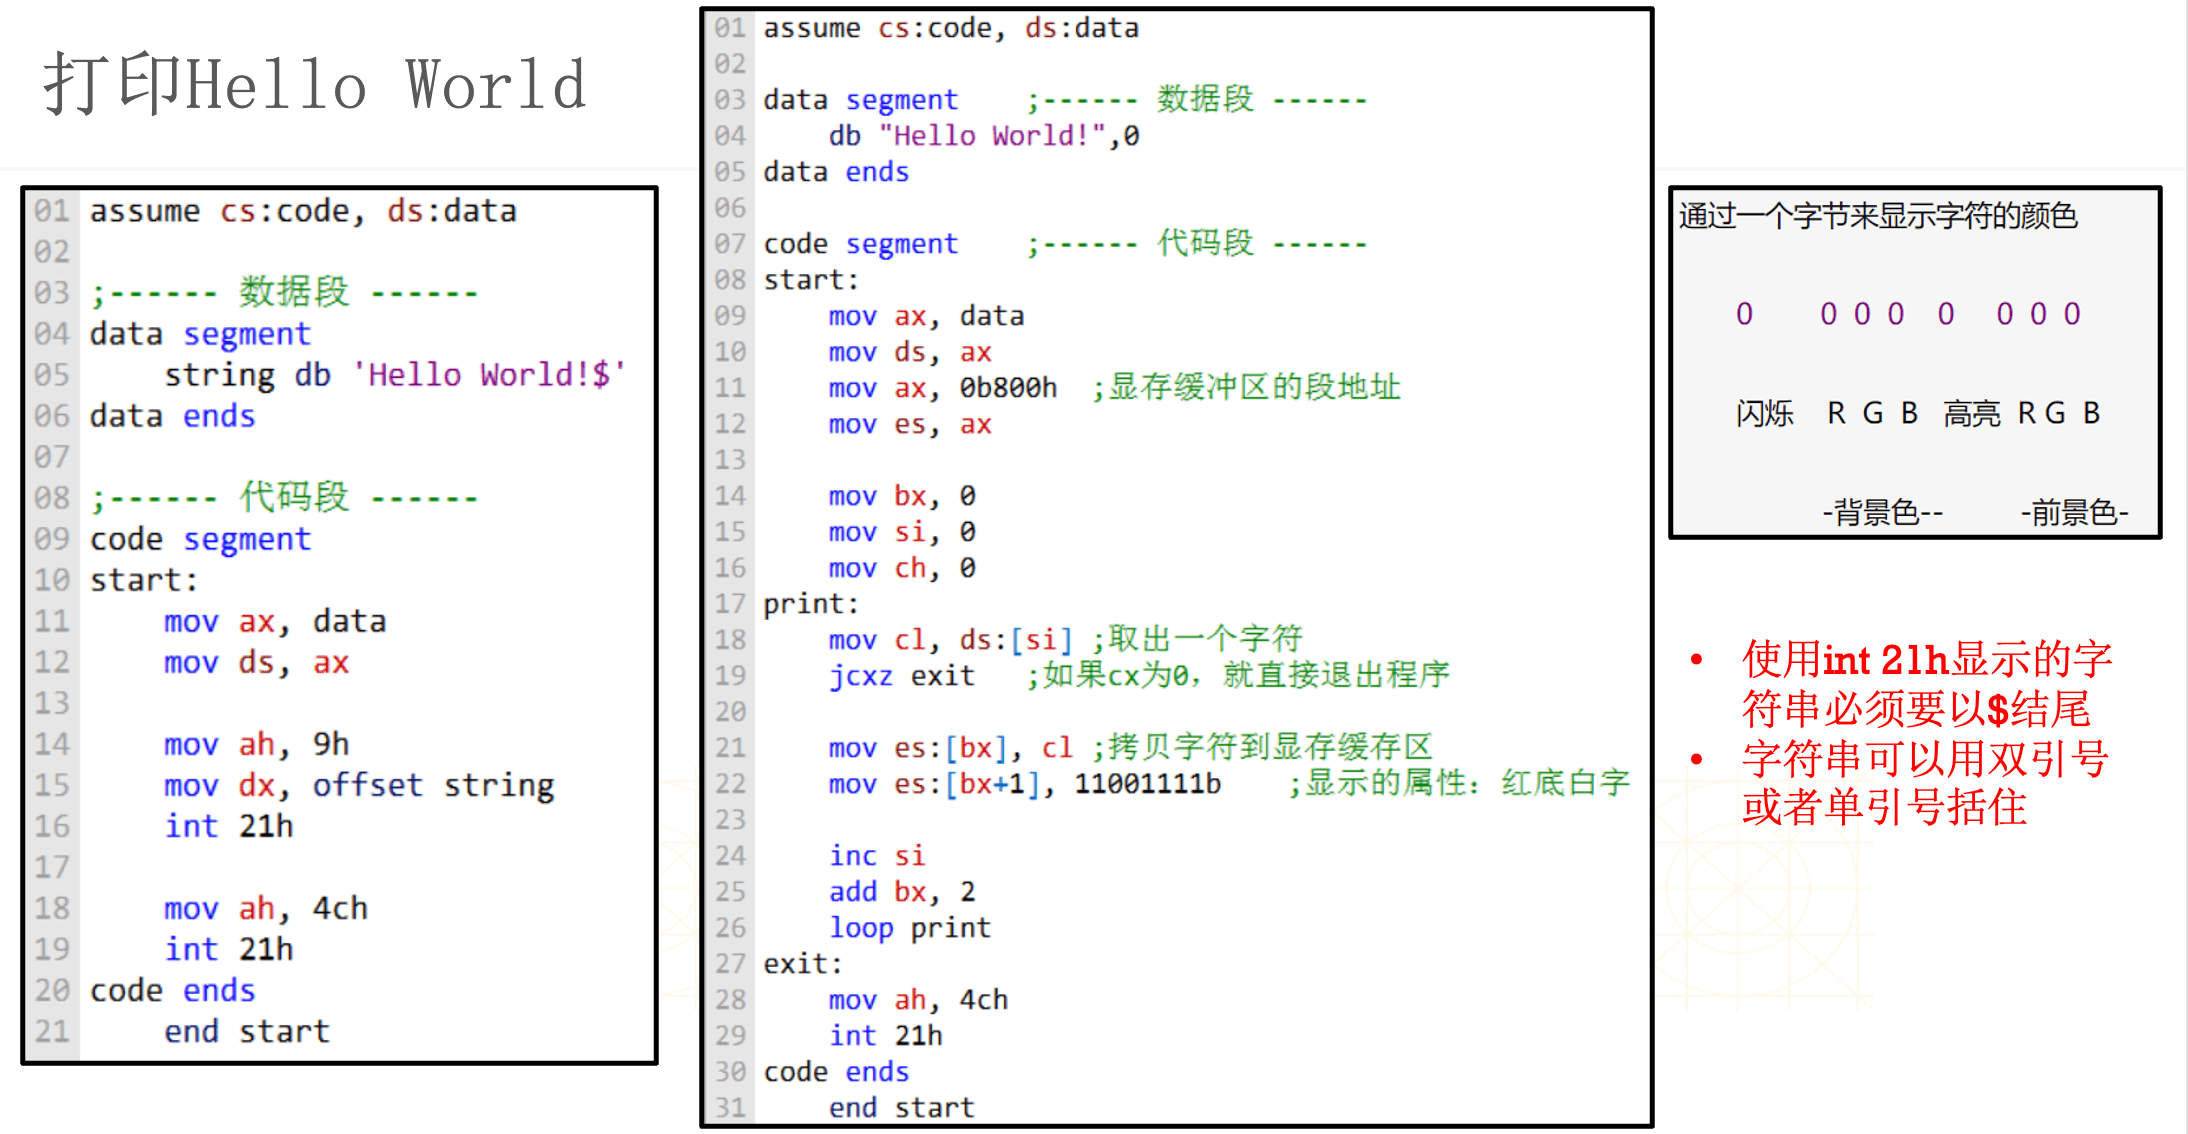 打印Hello World
01 assume cs:code, ds:data
02
03 ;------ 数据段 ------
04 data segment
05     string db 'Hello World!$'
06 data ends
07
08 ;------ 代码段 ------
09 code segment
10 start:
11     mov ax, data
12     mov ds, ax
13
14     mov ah, 9h
15     mov dx, offset string
16     int 21h
17
18     mov ah, 4ch
19     int 21h
20 code ends
21     end start
01 assume cs:code, ds:data
02
03 data segment    ;------ 数据段 ------
04     db "Hello World!",0
05 data ends
06
07 code segment    ;------ 代码段 ------
08 start:
09     mov ax, data
10     mov ds, ax
11     mov ax, 0b800h  ;显存缓冲区的段地址
12     mov es, ax
13
14     mov bx, 0
15     mov si, 0
16     mov ch, 0
17 print:
18     mov cl, ds:[si] ;取出一个字符
19     jcxz exit   ;如果cx为0，就直接退出程序
20
21     mov es:[bx], cl ;拷贝字符到显存缓存区
22     mov es:[bx+1], 11001111b    ;显示的属性：红底白字
23
24     inc si
25     add bx, 2
26     loop print
27 exit:
28     mov ah, 4ch
29     int 21h
30 code ends
31     end start
通过一个字节来显示字符的颜色
0 0 0 0 0 0 0 0
闪烁 R G B 高亮 R G B
-背景色-- -前景色-
• 使用int 21h显示的字
符串必须要以$结尾
• 字符串可以用双引号
或者单引号括住